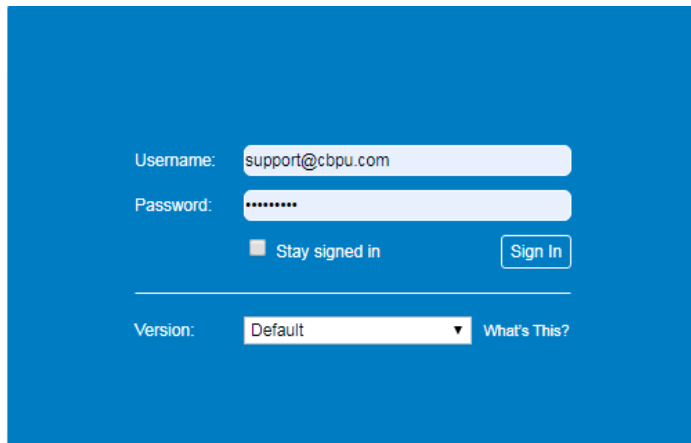 Username: support@cbpu.com
Password: •••••••••
Stay signed in Sign In
Version: Default ▼ What's This?